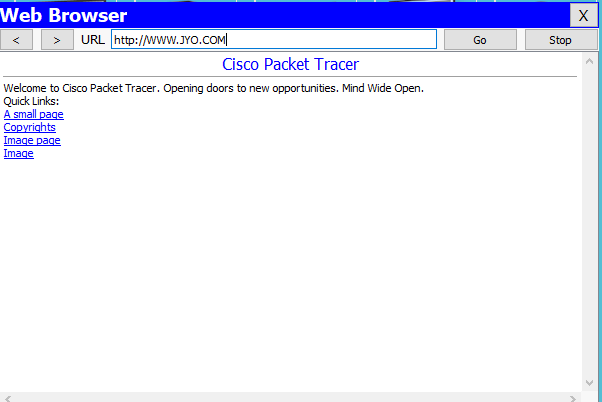 Web Browser X
< > URL http://WWW.JYO.COM Go Stop
Cisco Packet Tracer
Welcome to Cisco Packet Tracer. Opening doors to new opportunities. Mind Wide Open.
Quick Links:
A small page
Copyrights
Image page
Image